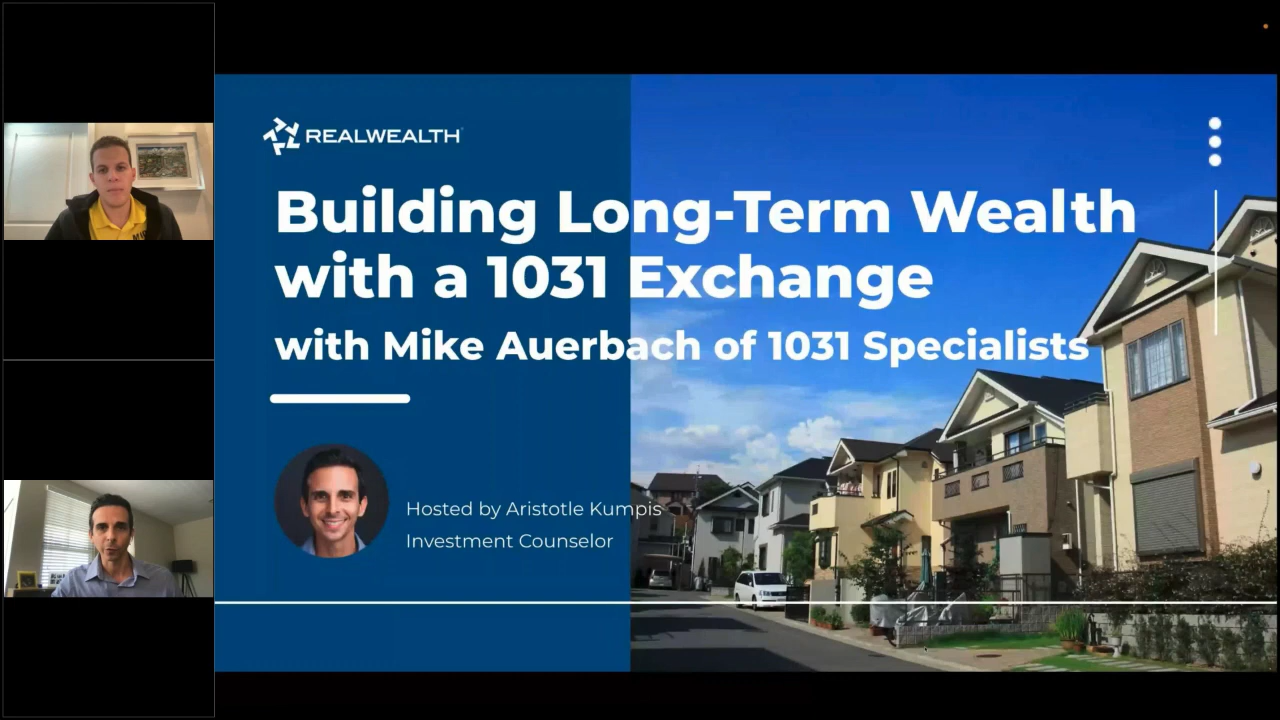 REALWEALTH
Building Long-Term Wealth
with a 1031 Exchange
with Mike Auerbach of 1031 Specialists
Hosted by Aristotle Kumpis
Investment Counselor